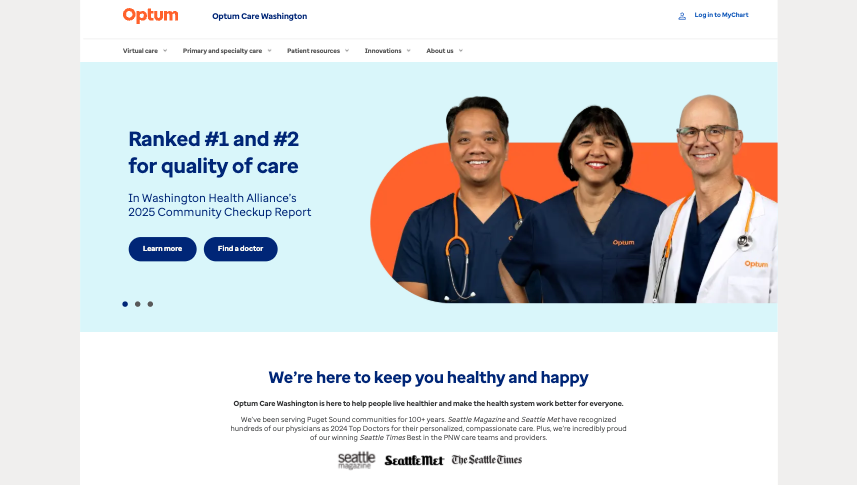 Optum
Optum Care Washington
Log in to MyChart
Virtual care
Primary and specialty care
Patient resources
Innovations
About us
Ranked #1 and #2
for quality of care
In Washington Health Alliance's
2025 Community Checkup Report
Learn more
Find a doctor
Optum
Optum
We're here to keep you healthy and happy
Optum Care Washington is here to help people live healthier and make the health system work better for everyone.
We've been serving Puget Sound communities for 100+ years. Seattle Magazine and Seattle Met have recognized
hundreds of our physicians as 2024 Top Doctors for their personalized, compassionate care. Plus, we're incredibly proud
of our winning Seattle Times Best in the PNW care teams and providers.
seattle
magazine
SeattleMet
The Seattle Times